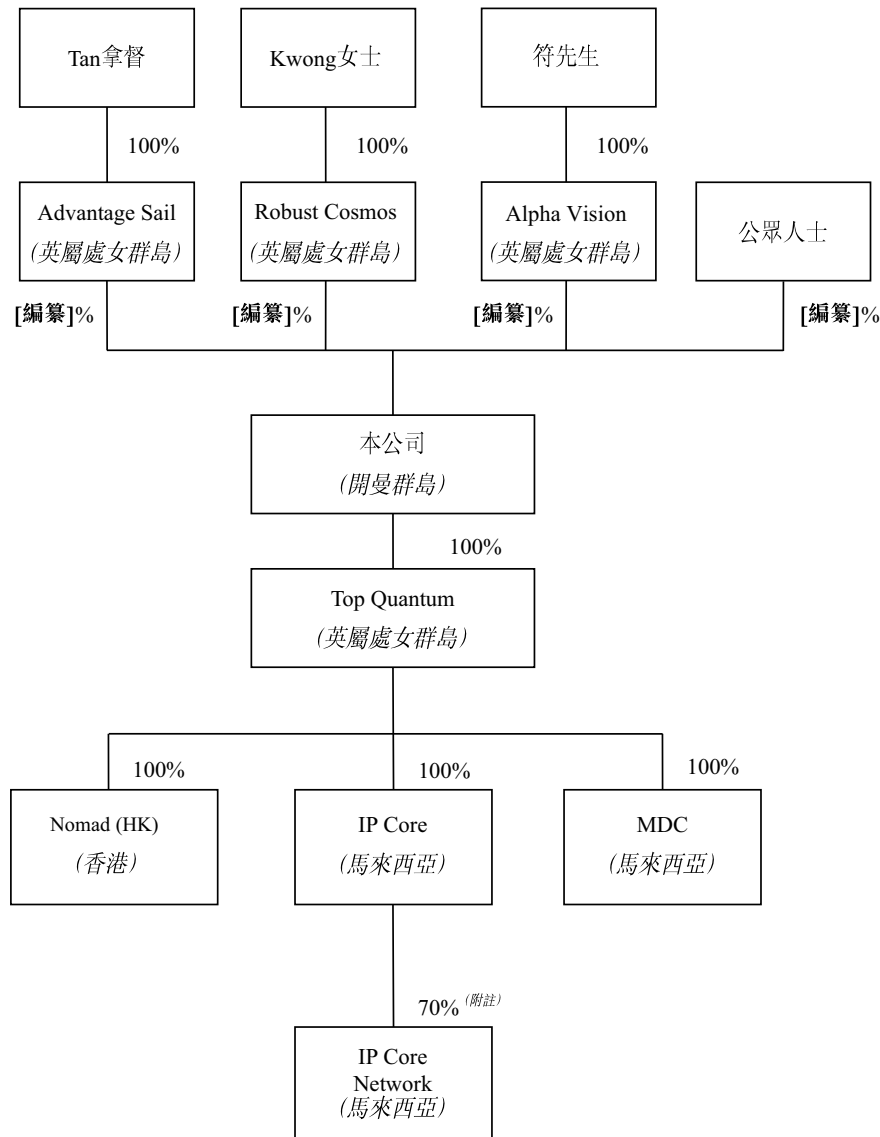 Tan拿督
Kwong女士
符先生
100%
100%
100%
Advantage Sail
(英屬處女群島)
Robust Cosmos
(英屬處女群島)
Alpha Vision
(英屬處女群島)
公眾人士
[編纂]%
[編纂]%
[編纂]%
[編纂]%
本公司
(開曼群島)
100%
Top Quantum
(英屬處女群島)
100%
100%
100%
Nomad (HK)
(香港)
IP Core
(馬來西亞)
MDC
(馬來西亞)
70% (附註)
IP Core
Network
(馬來西亞)